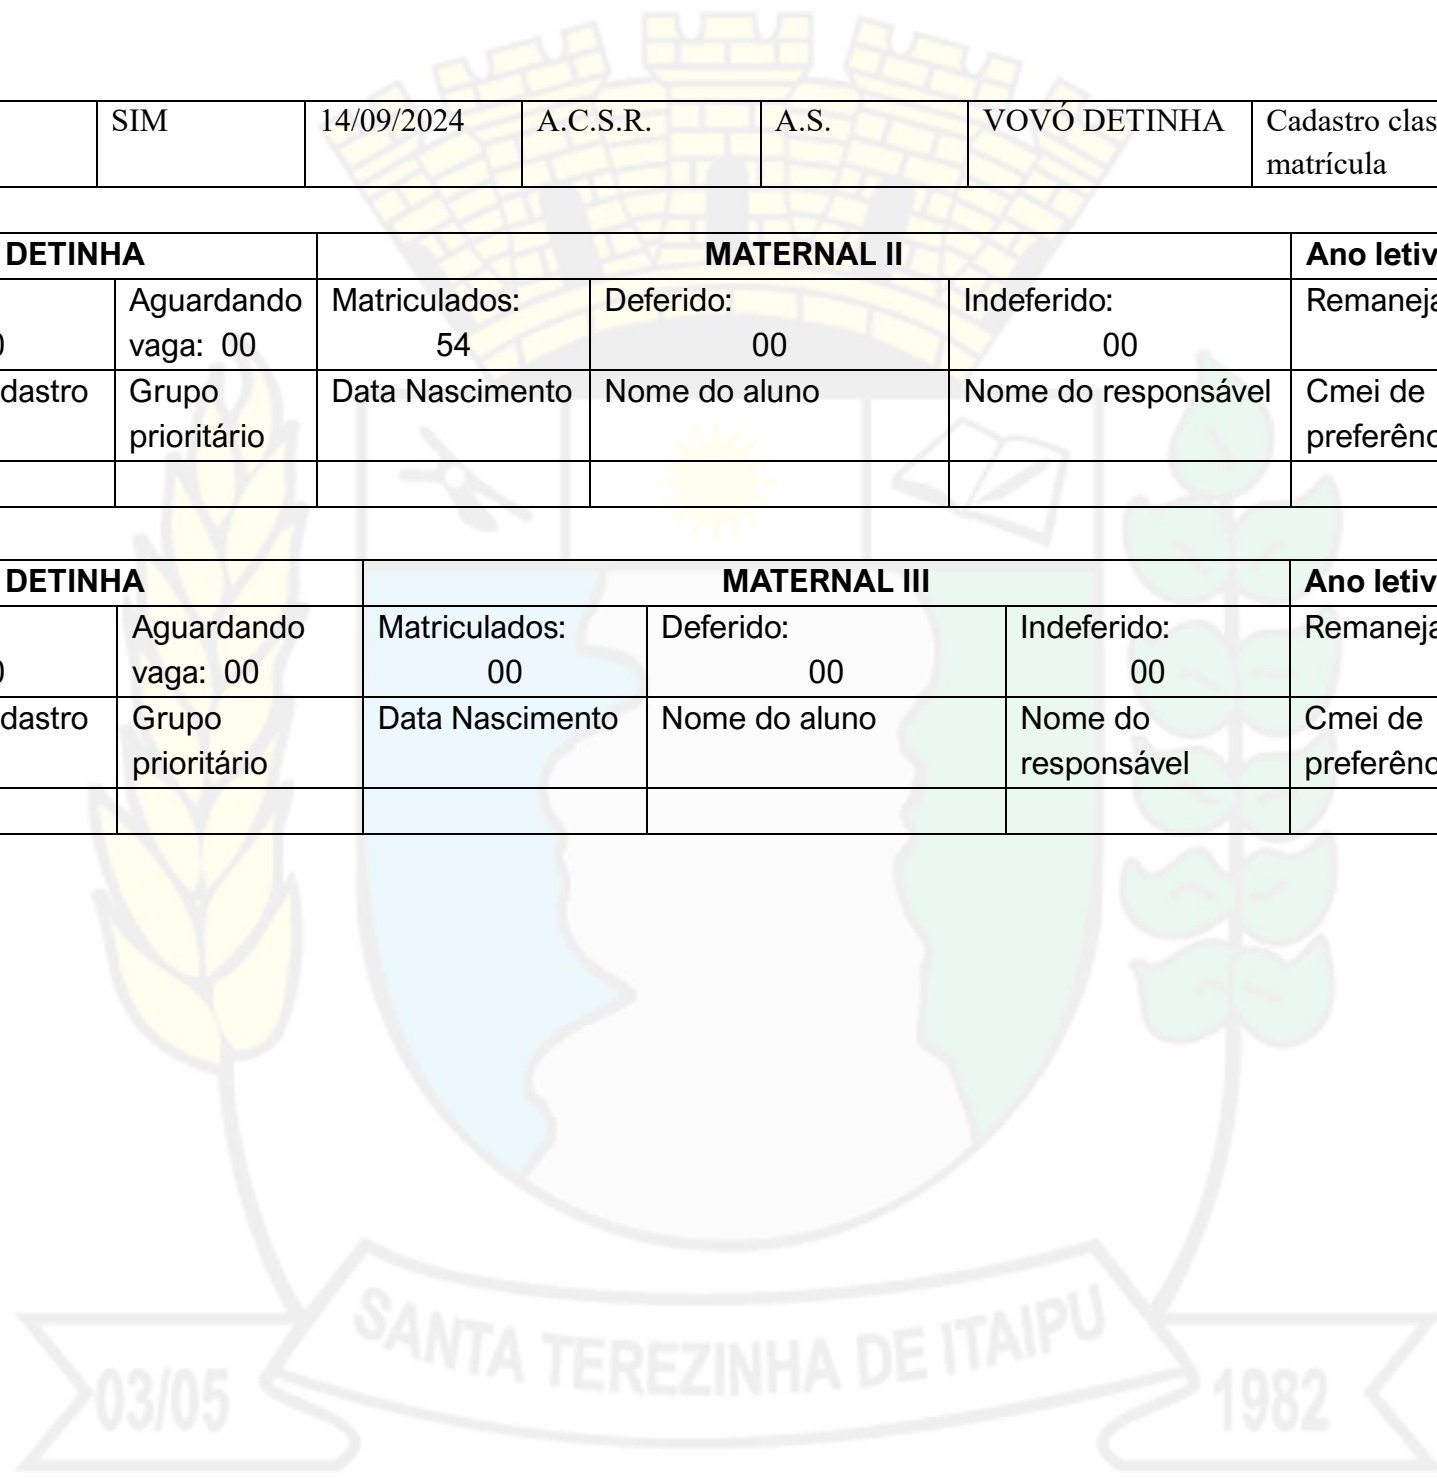 SIM 14/09/2024 A.C.S.R. A.S. VOVÓ DETINHA Cadastro clas
matrícula
DETINHA MATERNAL II Ano letiv
Aguardando Matriculados: Deferido: Indeferido: Remaneja
0 vaga: 00 54 00 00
dastro Grupo Data Nascimento Nome do aluno Nome do responsável Cmei de
prioritário preferênc
DETINHA MATERNAL III Ano letiv
Aguardando Matriculados: Deferido: Indeferido: Remaneja
0 vaga: 00 00 00 00
dastro Grupo Data Nascimento Nome do aluno Nome do Cmei de
prioritário responsável preferênc
SANTA TEREZINHA DE ITAIPU
03/05 1982